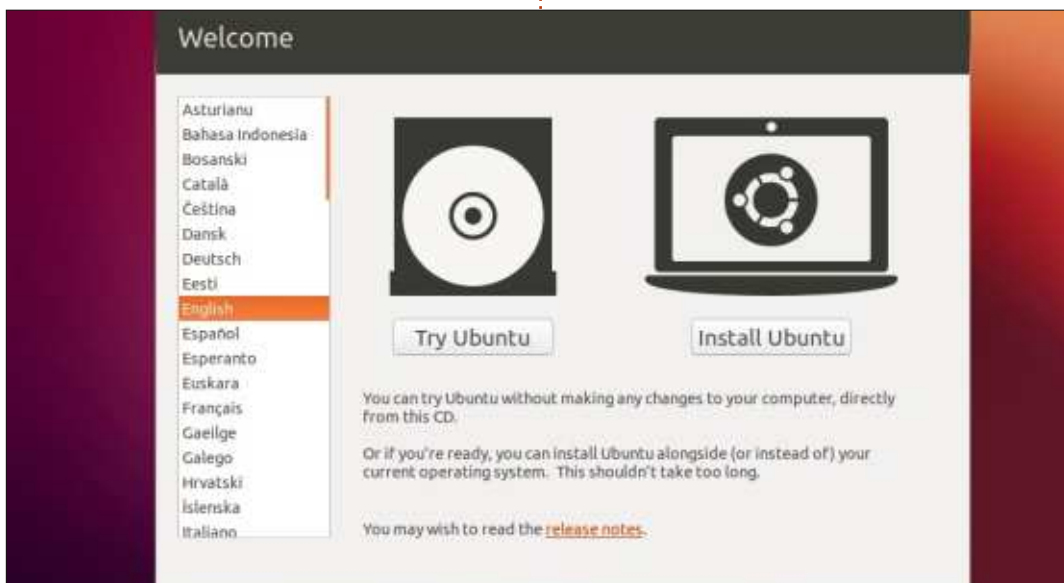 Welcome
Asturianu
Bahasa Indonesia
Bosanski
Català
Čeština
Dansk
Deutsch
Eesti
English
Español
Esperanto
Euskara
Français
Gaeilge
Galego
Hrvatski
Íslenska
Italiano
Try Ubuntu
Install Ubuntu
You can try Ubuntu without making any changes to your computer, directly
from this CD.
Or if you're ready, you can install Ubuntu alongside (or instead of) your
current operating system. This shouldn't take too long.
You may wish to read the release notes.